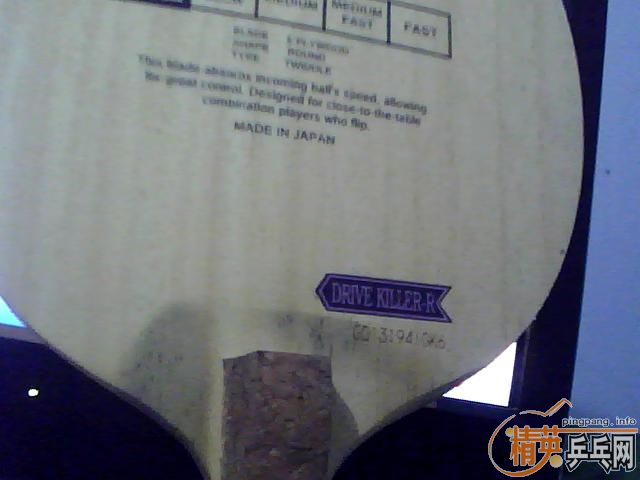 MEDIUM
MEDIUM FAST
FAST
BLADE 5 PLYWOOD
SHAPE ROUND
TYPE
This blade absorbs incoming ball's speed, allowing
for great control. Designed for close-to-the-table
combination players who flip.
MADE IN JAPAN
DRIVE KILLER-R
pingpang.info
精英乒乓网